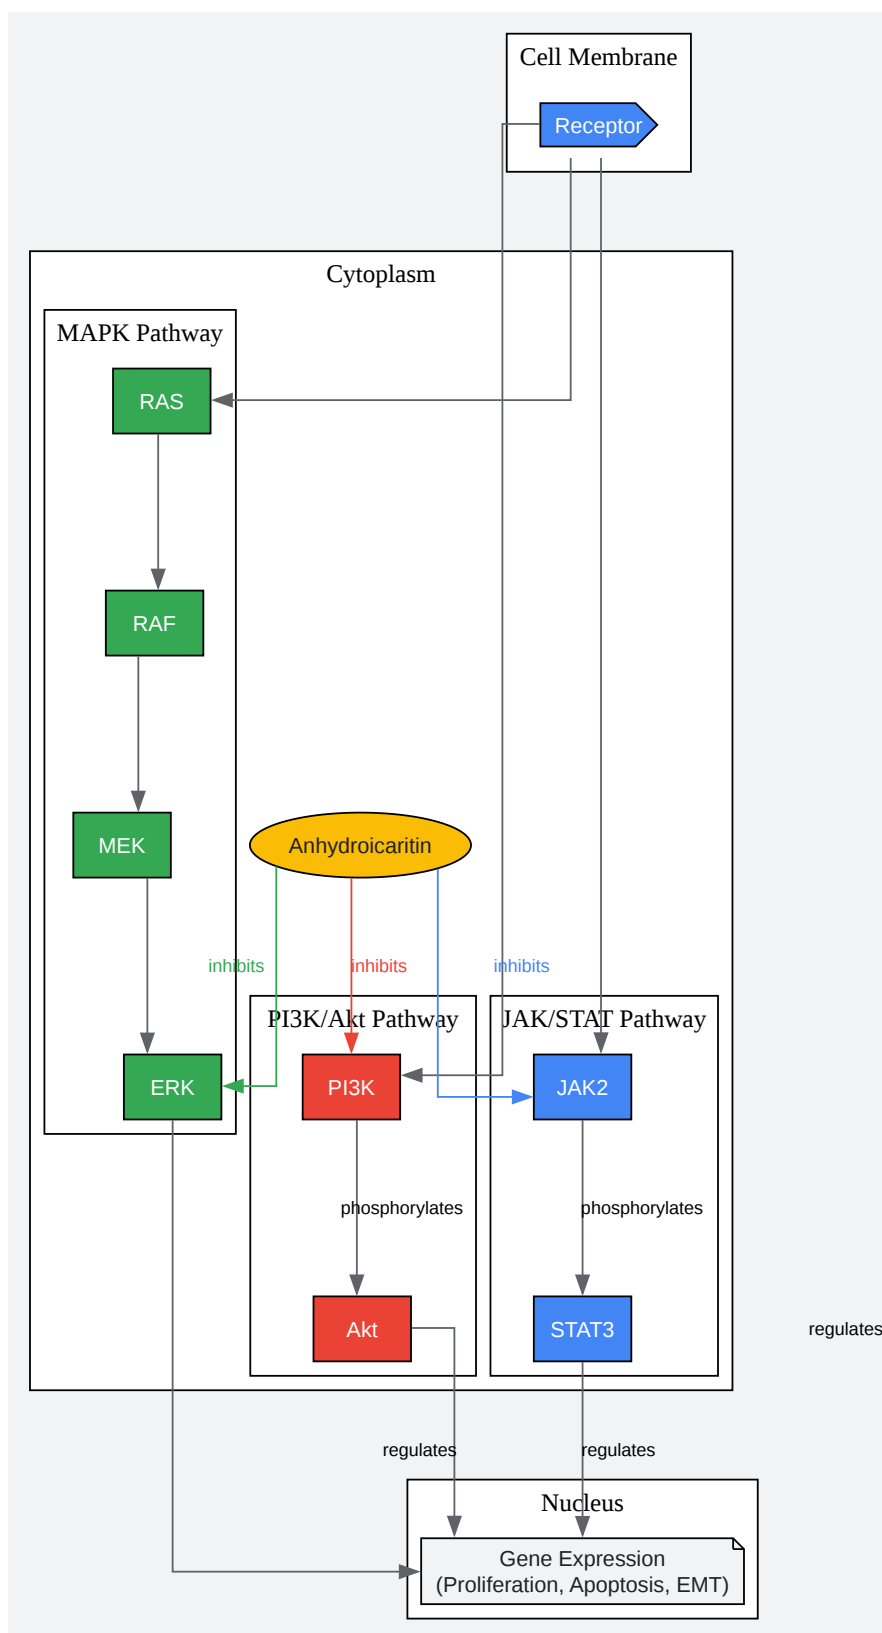 Cell Membrane
Receptor
Cytoplasm
MAPK Pathway
RAS
RAF
MEK
Anhydroicaritin
inhibits
inhibits
inhibits
PI3K/Akt Pathway
JAK/STAT Pathway
ERK
PI3K
JAK2
phosphorylates
phosphorylates
Akt
STAT3
regulates
regulates
regulates
Nucleus
Gene Expression
(Proliferation, Apoptosis, EMT)